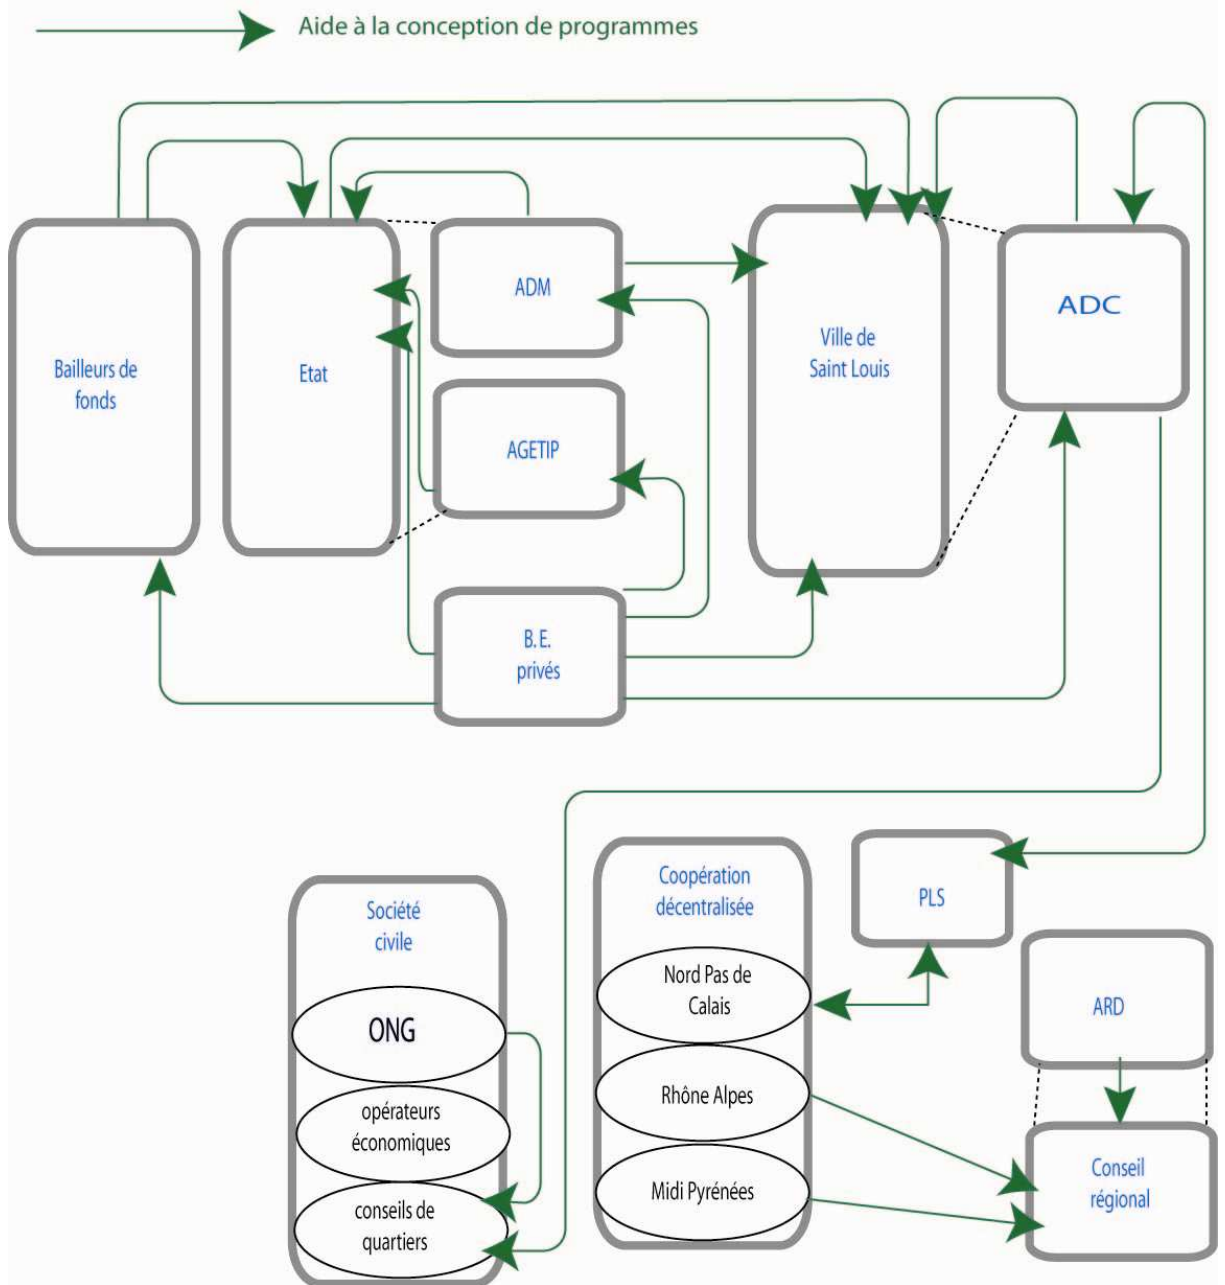 Aide à la conception de programmes
Bailleurs de
fonds
Etat
ADM
AGETIP
B. E.
privés
Ville de
Saint Louis
ADC
Société
civile
ONG
opérateurs
économiques
conseils de
quartiers
Coopération
décentralisée
Nord Pas de
Calais
Rhône Alpes
Midi Pyrénées
PLS
ARD
Conseil
régional